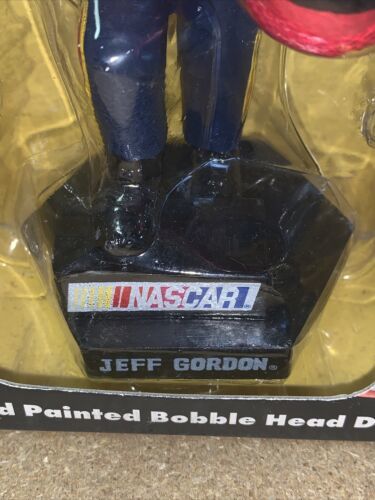 NASCAR
JEFF GORDON®
d Painted Bobble Head D